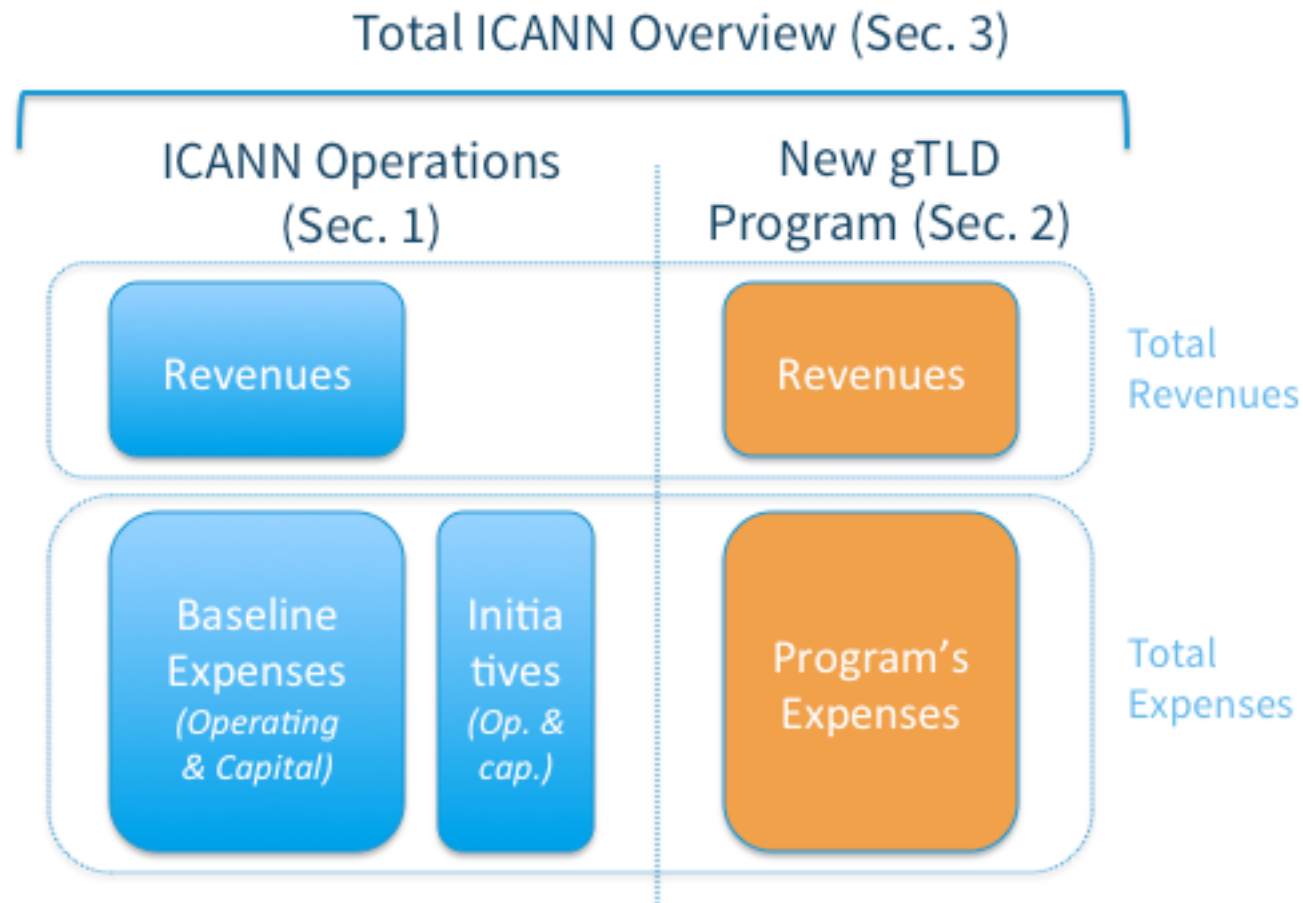 Total ICANN Overview (Sec. 3)
ICANN Operations
(Sec. 1)
New gTLD
Program (Sec. 2)
Revenues
Revenues
Total
Revenues
Baseline
Expenses
(Operating
& Capital)
Initia
tives
(Op. &
cap.)
Program's
Expenses
Total
Expenses